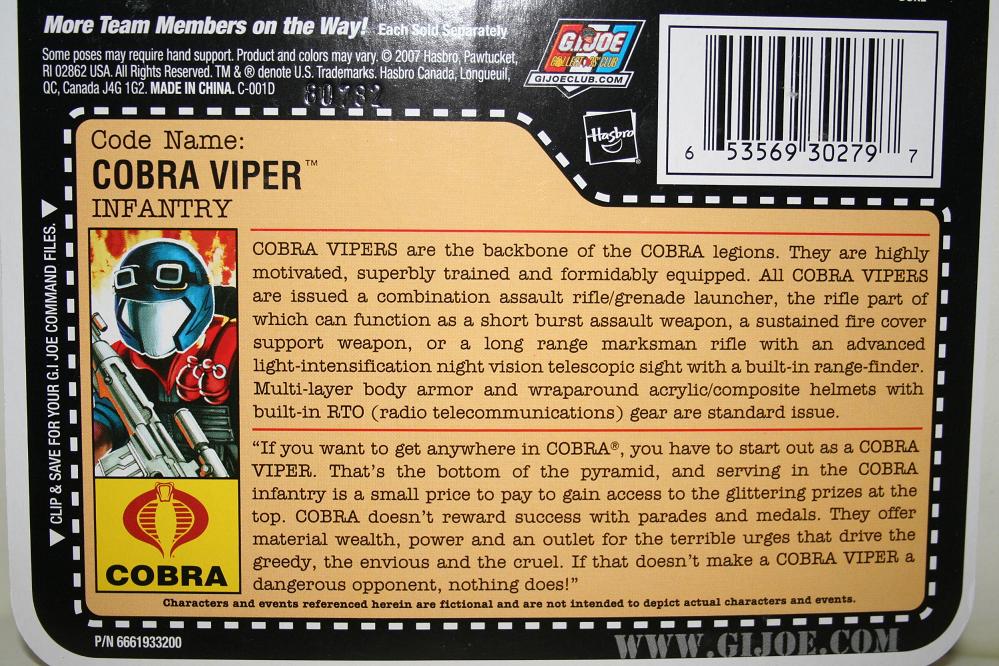 More Team Members on the Way! Each Sold Separately
Some poses may require hand support. Product and colors may vary. © 2007 Hasbro, Pawtucket,
RI 02862 USA. All Rights Reserved. TM & ® denote U.S. Trademarks. Hasbro Canada, Longueuil,
QC, Canada J4G 1G2. MADE IN CHINA. C-001D
G.I. JOE
COLLECTORS' CLUB
GIJOECLUB.COM
Hasbro
6 53569 30279 7
Code Name:
COBRA VIPER™
INFANTRY
▼ CLIP & SAVE FOR YOUR G.I JOE COMMAND FILES. ▼
COBRA VIPERS are the backbone of the COBRA legions. They are highly
motivated, superbly trained and formidably equipped. All COBRA VIPERS
are issued a combination assault rifle/grenade launcher, the rifle part of
which can function as a short burst assault weapon, a sustained fire cover
support weapon, or a long range marksman rifle with an advanced
light-intensification night vision telescopic sight with a built-in range-finder.
Multi-layer body armor and wraparound acrylic/composite helmets with
built-in RTO (radio telecommunications) gear are standard issue.
“If you want to get anywhere in COBRA®, you have to start out as a COBRA
VIPER. That’s the bottom of the pyramid, and serving in the COBRA
infantry is a small price to pay to gain access to the glittering prizes at the
top. COBRA doesn’t reward success with parades and medals. They offer
material wealth, power and an outlet for the terrible urges that drive the
greedy, the envious and the cruel. If that doesn’t make a COBRA VIPER a
dangerous opponent, nothing does!”
COBRA
Characters and events referenced herein are fictional and are not intended to depict actual characters and events.
P/N 6661933200
WWW.GIJOE.COM